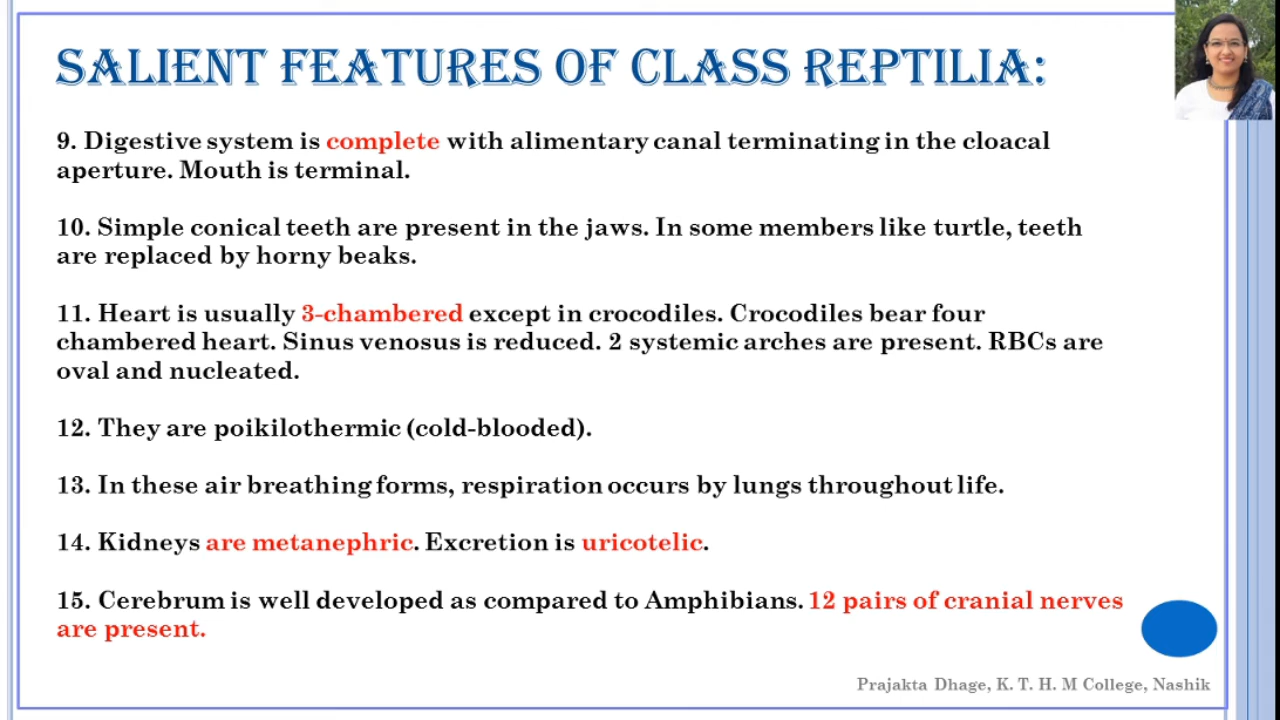 SALIENT FEATURES OF CLASS REPTILIA:
9. Digestive system is complete with alimentary canal terminating in the cloacal
aperture. Mouth is terminal.
10. Simple conical teeth are present in the jaws. In some members like turtle, teeth
are replaced by horny beaks.
11. Heart is usually 3-chambered except in crocodiles. Crocodiles bear four
chambered heart. Sinus venosus is reduced. 2 systemic arches are present. RBCs are
oval and nucleated.
12. They are poikilothermic (cold-blooded).
13. In these air breathing forms, respiration occurs by lungs throughout life.
14. Kidneys are metanephric. Excretion is uricotelic.
15. Cerebrum is well developed as compared to Amphibians. 12 pairs of cranial nerves
are present.
Prajakta Dhage, K. T. H. M College, Nashik